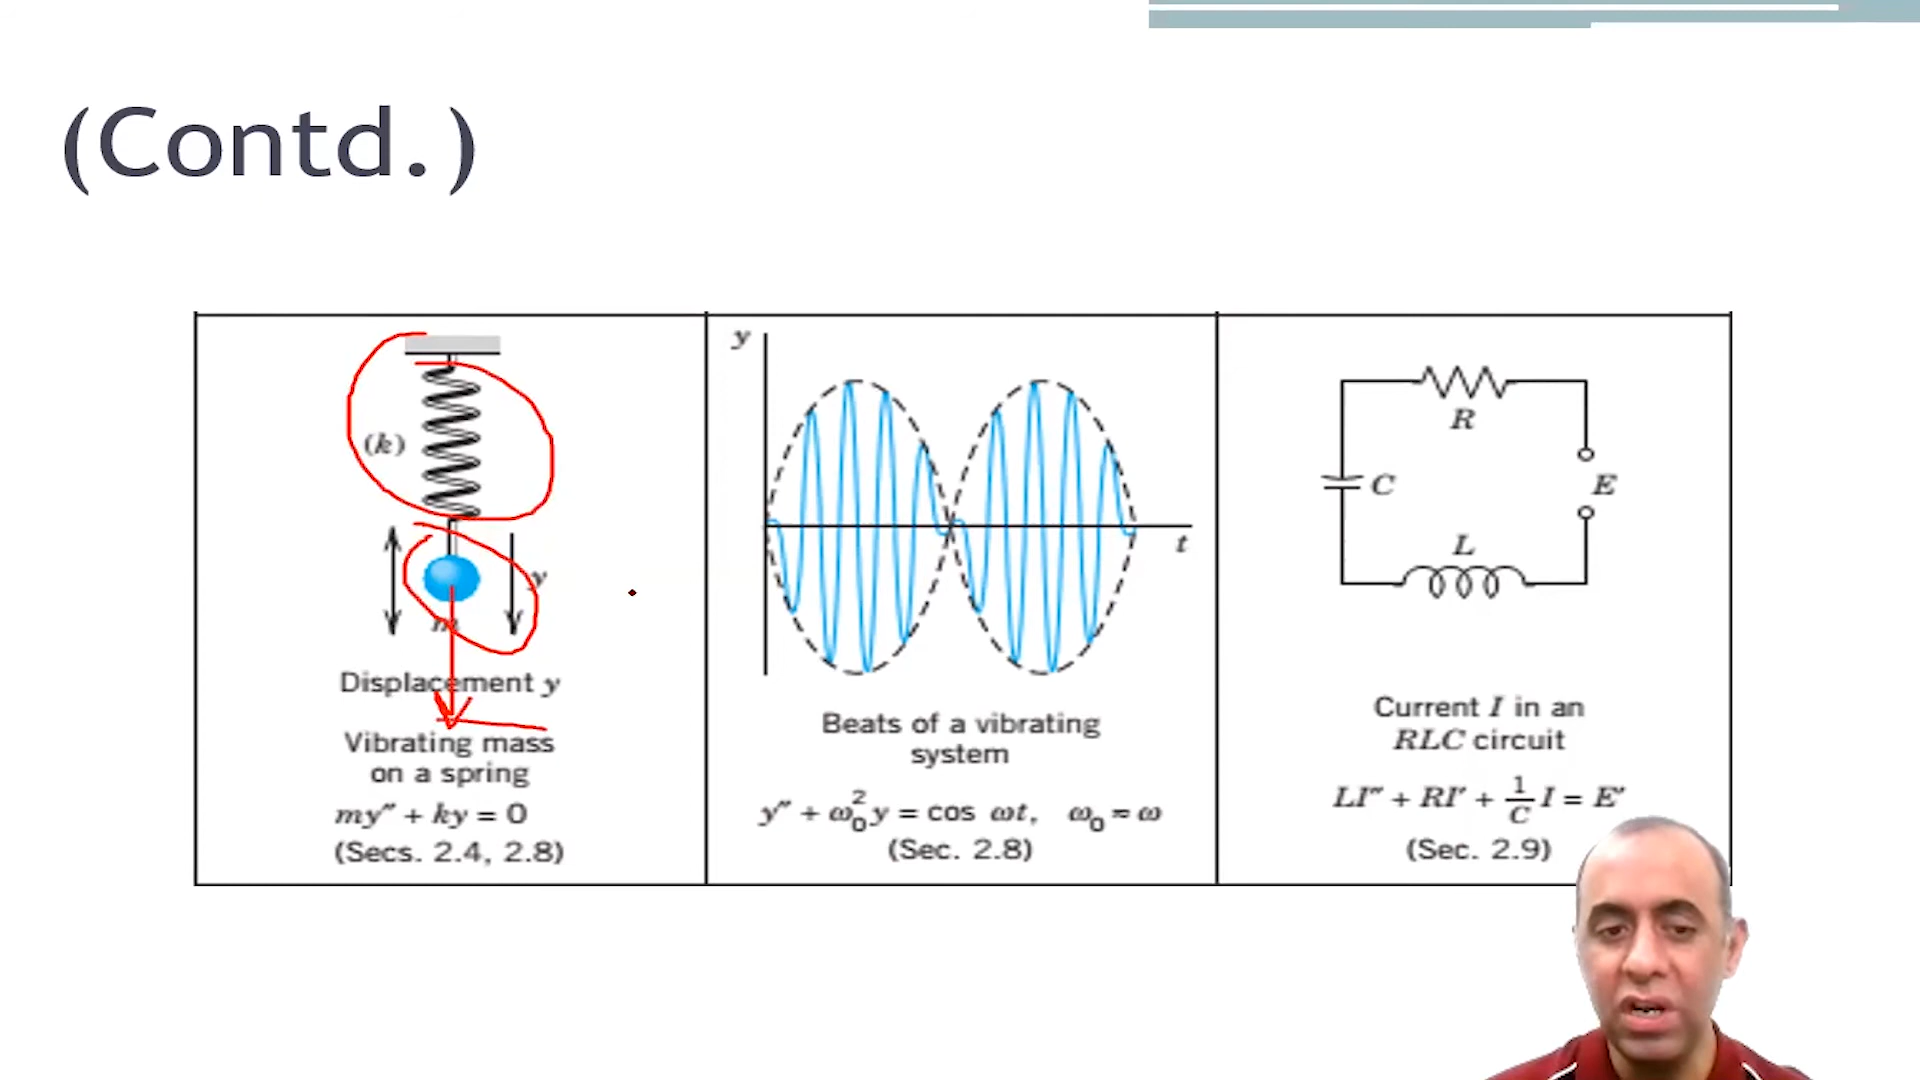 (Contd.)
(k)
y
m
Displacement y
Vibrating mass
on a spring
my″ + ky = 0
(Secs. 2.4, 2.8)
y
t
Beats of a vibrating
system
y″ + ω₀²y = cos ωt, ω₀ ≈ ω
(Sec. 2.8)
R
C
E
L
Current I in an
RLC circuit
LI″ + RI′ + 1/C I = E′
(Sec. 2.9)